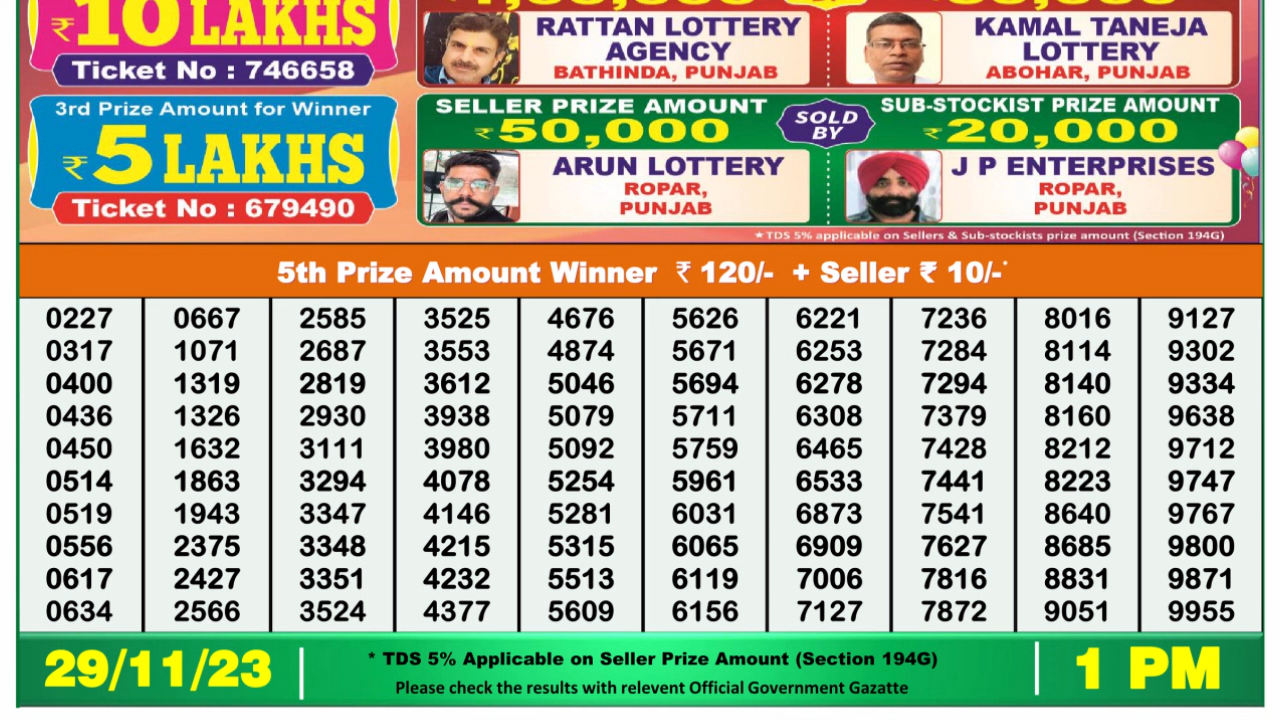 ₹10 LAKHS
Ticket No : 746658
RATTAN LOTTERY
AGENCY
BATHINDA, PUNJAB
KAMAL TANEJA
LOTTERY
ABOHAR, PUNJAB
3rd Prize Amount for Winner
₹5 LAKHS
Ticket No : 679490
SELLER PRIZE AMOUNT
₹50,000
SOLD
BY
SUB-STOCKIST PRIZE AMOUNT
₹20,000
ARUN LOTTERY
ROPAR,
PUNJAB
J P ENTERPRISES
ROPAR,
PUNJAB
★TDS 5% applicable on Sellers & Sub-stockists prize amount (Section 194G)
5th Prize Amount Winner ₹ 120/- + Seller ₹ 10/-*
0227 0667 2585 3525 4676 5626 6221 7236 8016 9127
0317 1071 2687 3553 4874 5671 6253 7284 8114 9302
0400 1319 2819 3612 5046 5694 6278 7294 8140 9334
0436 1326 2930 3938 5079 5711 6308 7379 8160 9638
0450 1632 3111 3980 5092 5759 6465 7428 8212 9712
0514 1863 3294 4078 5254 5961 6533 7441 8223 9747
0519 1943 3347 4146 5281 6031 6873 7541 8640 9767
0556 2375 3348 4215 5315 6065 6909 7627 8685 9800
0617 2427 3351 4232 5513 6119 7006 7816 8831 9871
0634 2566 3524 4377 5609 6156 7127 7872 9051 9955
29/11/23
* TDS 5% Applicable on Seller Prize Amount (Section 194G)
Please check the results with relevent Official Government Gazatte
1 PM